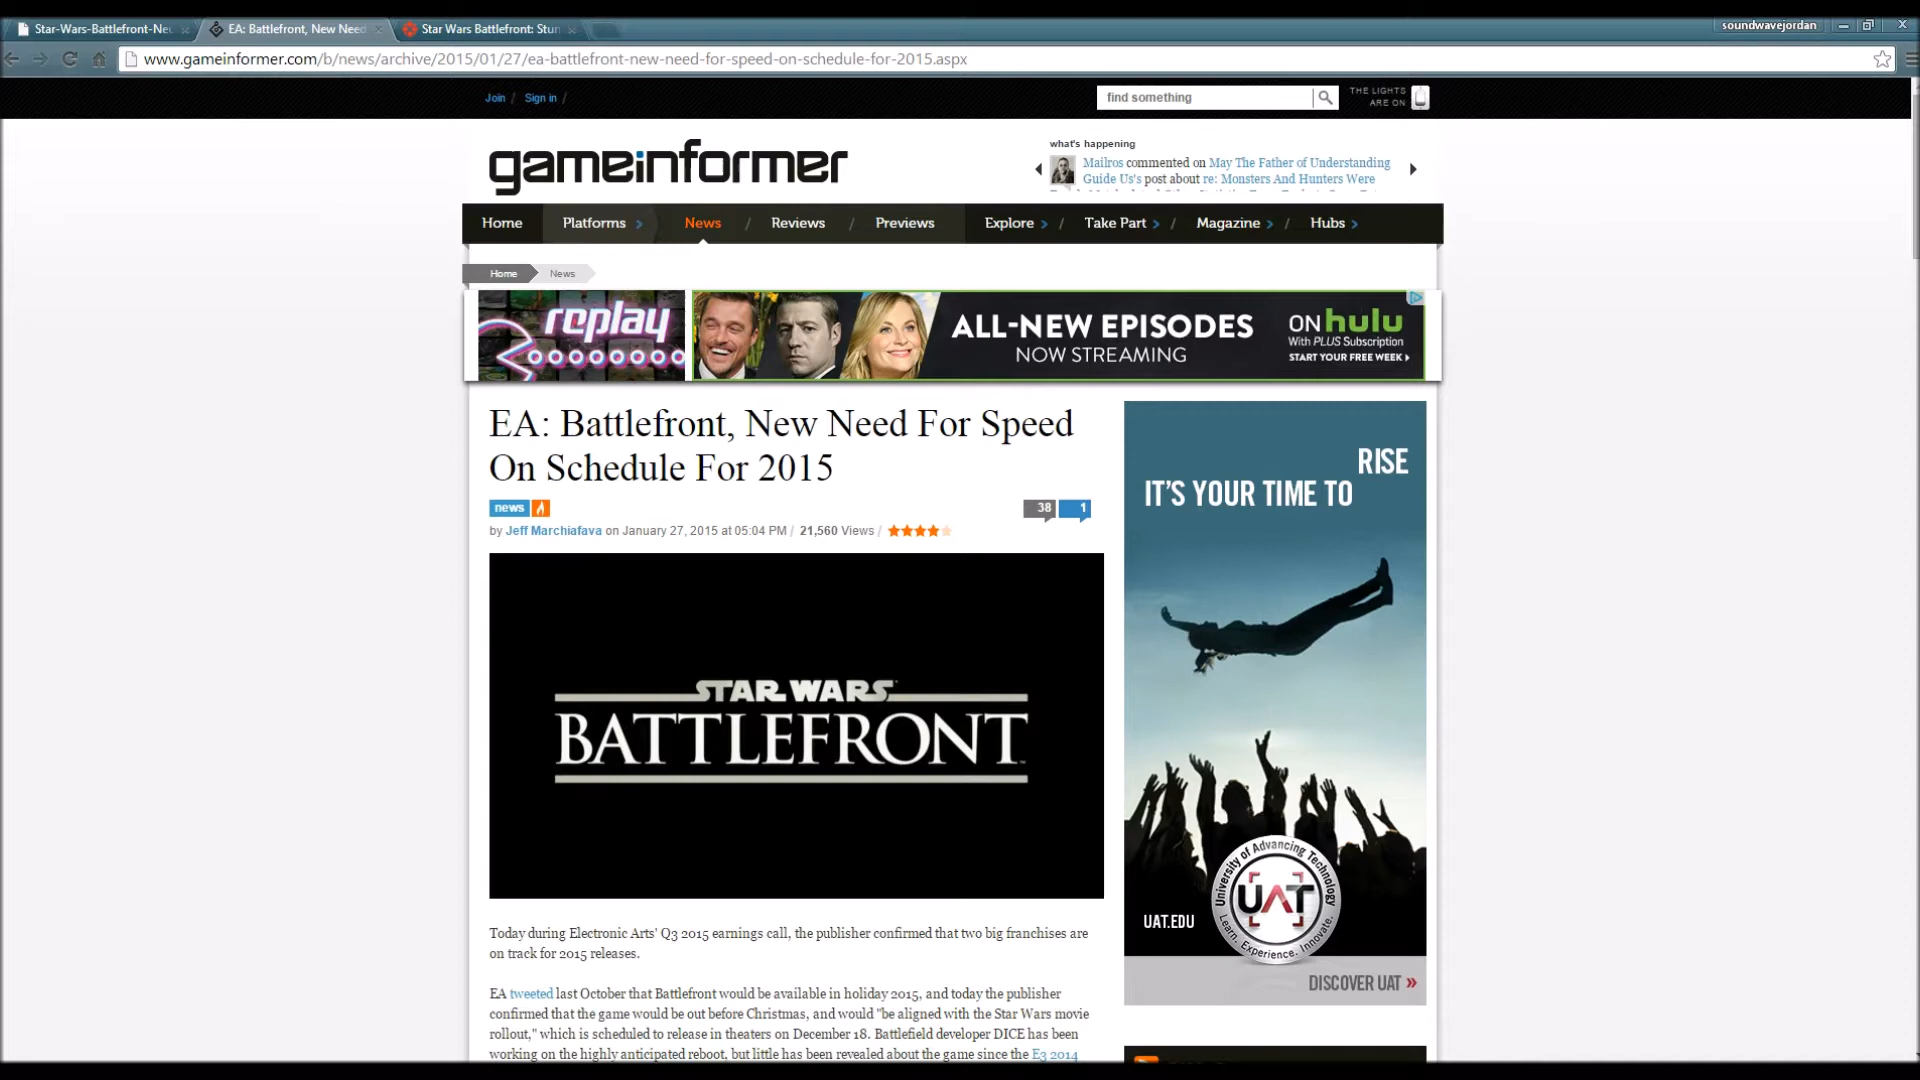 Star-Wars-Battlefront-Ne
EA: Battlefront, New Need
Star Wars Battlefront: Stun
soundwavejordan
www.gameinformer.com/b/news/archive/2015/01/27/ea-battlefront-new-need-for-speed-on-schedule-for-2015.aspx
Join / Sign in /
find something
THE LIGHTS
ARE ON
gameinformer
what's happening
Mailros commented on May The Father of Understanding
Guide Us's post about re: Monsters And Hunters Were
Home Platforms News / Reviews / Previews Explore / Take Part / Magazine / Hubs
Home News
replay
ALL-NEW EPISODES
NOW STREAMING
ON hulu
With PLUS Subscription
START YOUR FREE WEEK
EA: Battlefront, New Need For Speed
On Schedule For 2015
news
38 1
by Jeff Marchiafava on January 27, 2015 at 05:04 PM / 21,560 Views /
STAR WARS
BATTLEFRONT
Today during Electronic Arts' Q3 2015 earnings call, the publisher confirmed that two big franchises are
on track for 2015 releases.
EA tweeted last October that Battlefront would be available in holiday 2015, and today the publisher
confirmed that the game would be out before Christmas, and would "be aligned with the Star Wars movie
rollout," which is scheduled to release in theaters on December 18. Battlefield developer DICE has been
working on the highly anticipated reboot, but little has been revealed about the game since the E3 2014
RISE
IT'S YOUR TIME TO
University of Advancing Technology
UAT
Learn. Experience. Innovate.
UAT.EDU
DISCOVER UAT »